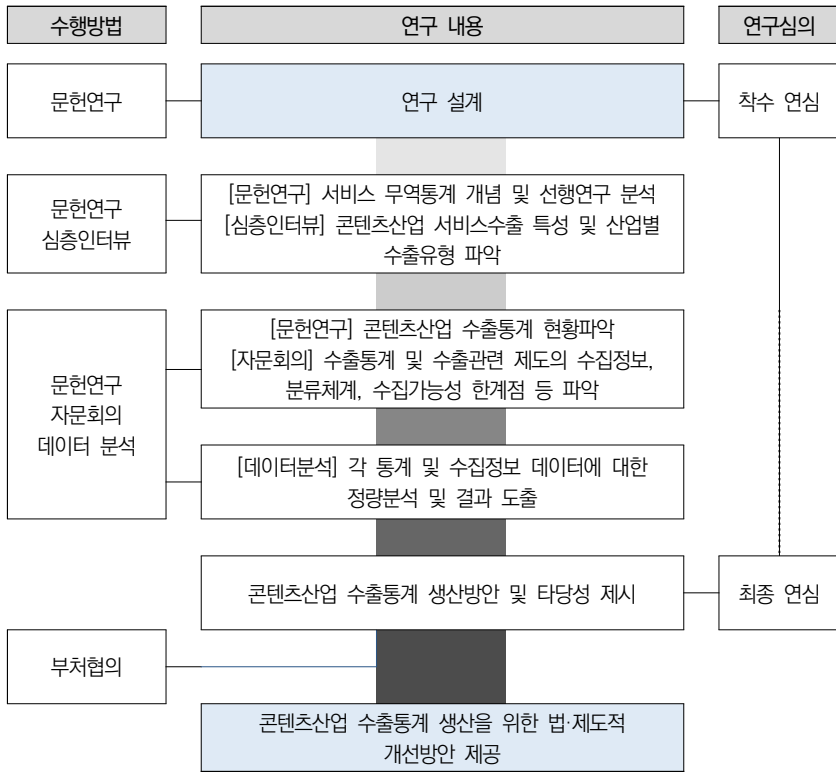 수행방법
연구 내용
연구심의
문헌연구
연구 설계
착수 연심
문헌연구
심층인터뷰
[문헌연구] 서비스 무역통계 개념 및 선행연구 분석
[심층인터뷰] 콘텐츠산업 서비스수출 특성 및 산업별
수출유형 파악
문헌연구
자문회의
데이터 분석
[문헌연구] 콘텐츠산업 수출통계 현황파악
[자문회의] 수출통계 및 수출관련 제도의 수집정보,
분류체계, 수집가능성 한계점 등 파악
[데이터분석] 각 통계 및 수집정보 데이터에 대한
정량분석 및 결과 도출
콘텐츠산업 수출통계 생산방안 및 타당성 제시
최종 연심
부처협의
콘텐츠산업 수출통계 생산을 위한 법·제도적
개선방안 제공